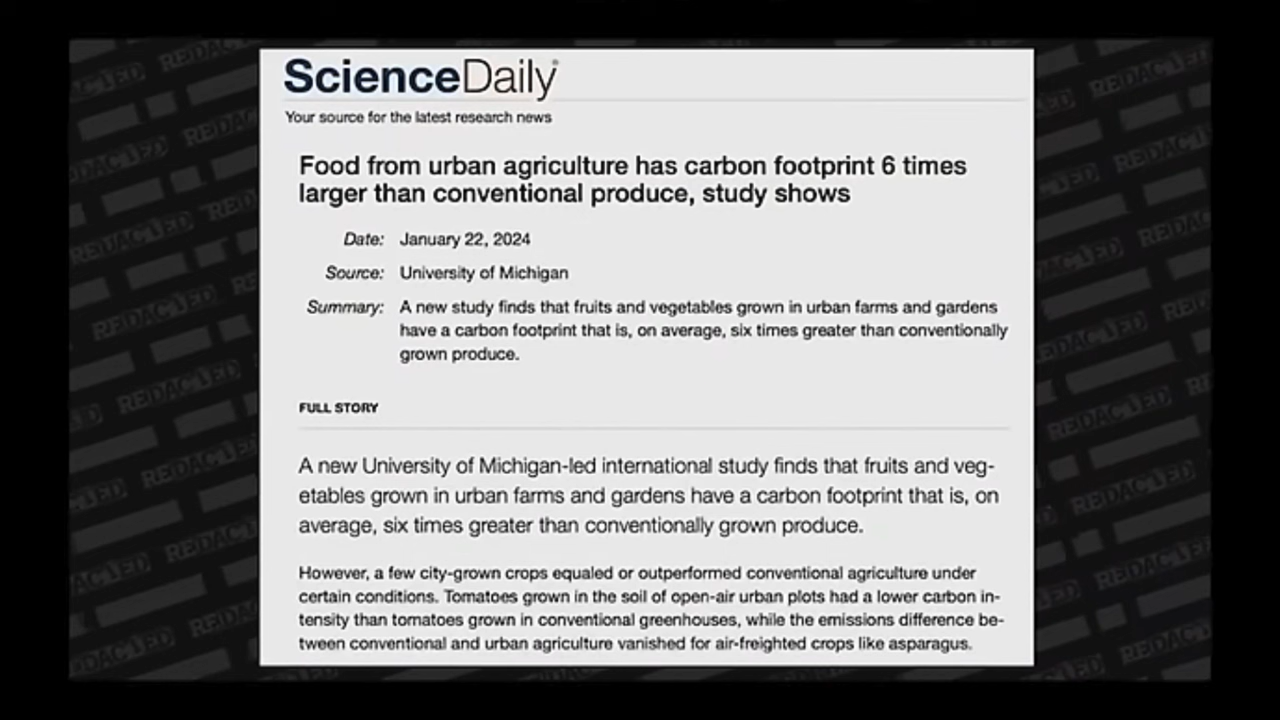 ScienceDaily®
Your source for the latest research news
Food from urban agriculture has carbon footprint 6 times
larger than conventional produce, study shows
Date: January 22, 2024
Source: University of Michigan
Summary: A new study finds that fruits and vegetables grown in urban farms and gardens
have a carbon footprint that is, on average, six times greater than conventionally
grown produce.
FULL STORY
A new University of Michigan-led international study finds that fruits and veg-
etables grown in urban farms and gardens have a carbon footprint that is, on
average, six times greater than conventionally grown produce.
However, a few city-grown crops equaled or outperformed conventional agriculture under
certain conditions. Tomatoes grown in the soil of open-air urban plots had a lower carbon in-
tensity than tomatoes grown in conventional greenhouses, while the emissions difference be-
tween conventional and urban agriculture vanished for air-freighted crops like asparagus.
REDACTED
REDACTED
REDACTED
REDACTED
REDACTED
REDACTED